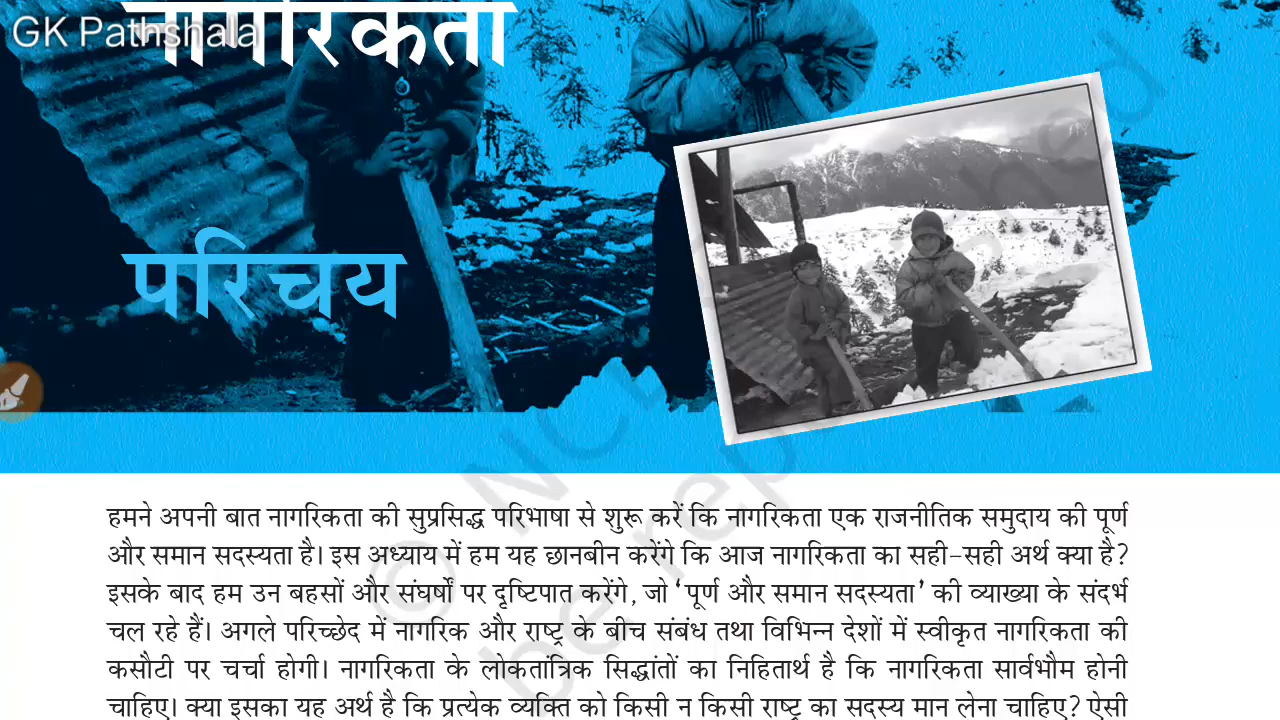 GK Pathshala
नागरिकता
परिचय
हमने अपनी बात नागरिकता की सुप्रसिद्ध परिभाषा से शुरू करें कि नागरिकता एक राजनीतिक समुदाय की पूर्ण
और समान सदस्यता है। इस अध्याय में हम यह छानबीन करेंगे कि आज नागरिकता का सही-सही अर्थ क्या है?
इसके बाद हम उन बहसों और संघर्षों पर दृष्टिपात करेंगे, जो ‘पूर्ण और समान सदस्यता’ की व्याख्या के संदर्भ
चल रहे हैं। अगले परिच्छेद में नागरिक और राष्ट्र के बीच संबंध तथा विभिन्न देशों में स्वीकृत नागरिकता की
कसौटी पर चर्चा होगी। नागरिकता के लोकतांत्रिक सिद्धांतों का निहितार्थ है कि नागरिकता सार्वभौम होनी
चाहिए। क्या इसका यह अर्थ है कि प्रत्येक व्यक्ति को किसी न किसी राष्ट्र का सदस्य मान लेना चाहिए? ऐसी